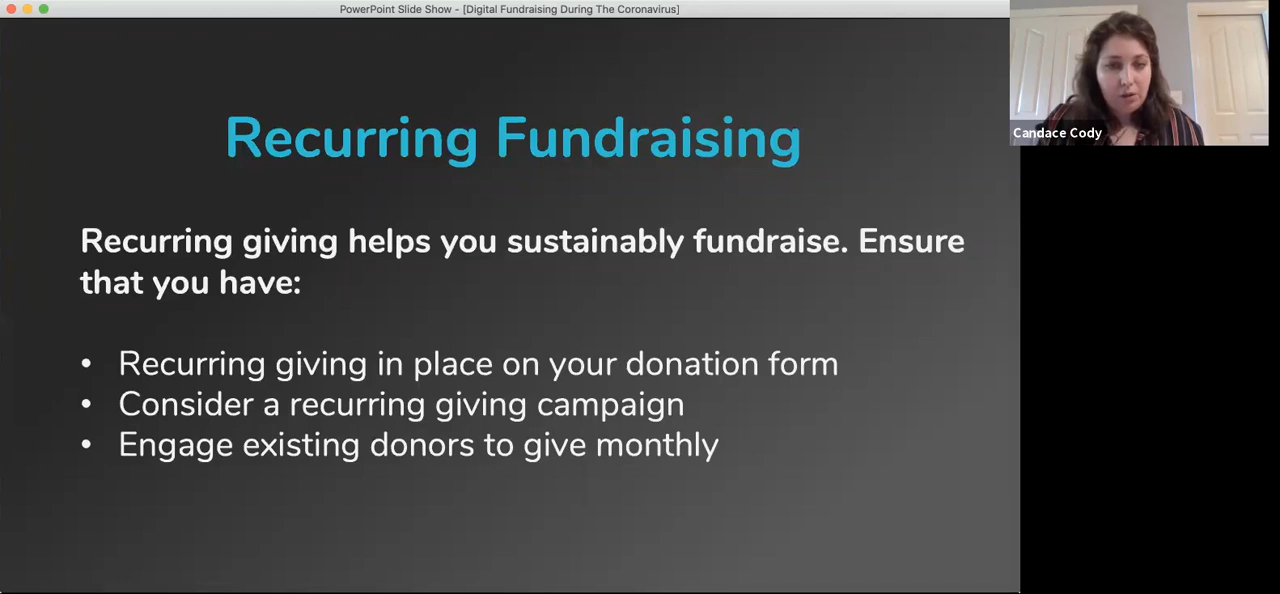 PowerPoint Slide Show - [Digital Fundraising During The Coronavirus]
Candace Cody
Recurring Fundraising
Recurring giving helps you sustainably fundraise. Ensure
that you have:
• Recurring giving in place on your donation form
• Consider a recurring giving campaign
• Engage existing donors to give monthly